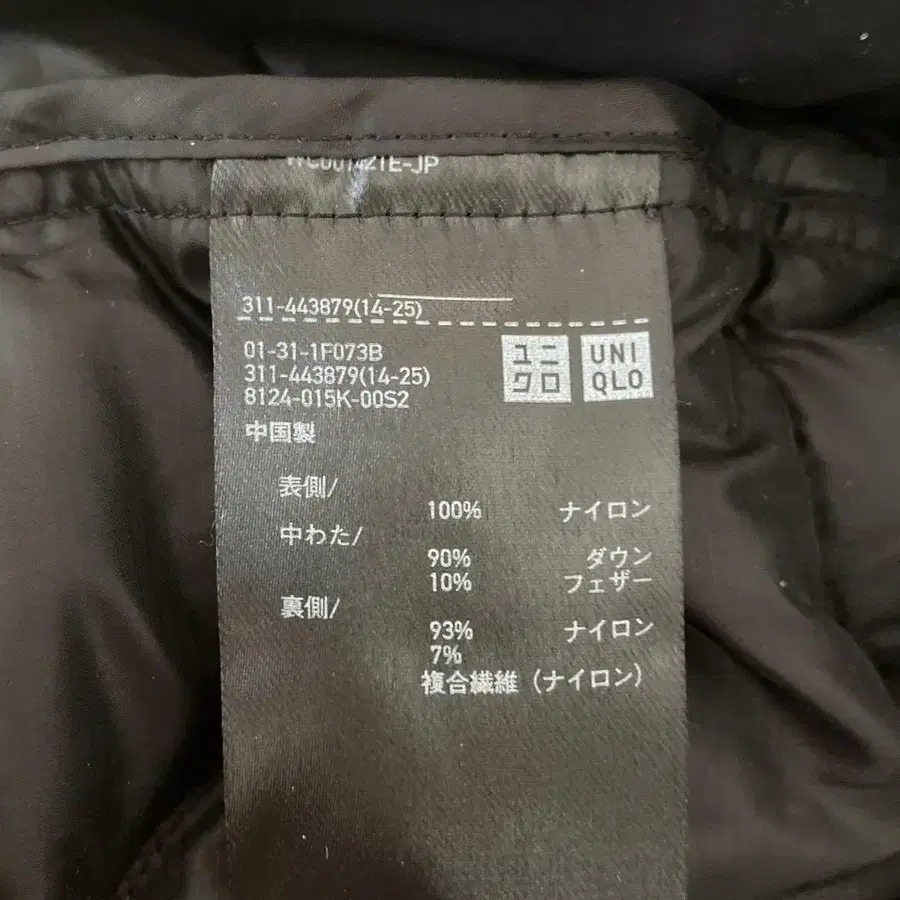 311-443879(14-25)
01-31-1F073B
311-443879(14-25)
8124-015K-00S2
ユニ
クロ
UNI
QLO
中国製
表側/
100% ナイロン
中わた/
90% ダウン
10% フェザー
裏側/
93% ナイロン
7%
複合繊維（ナイロン）